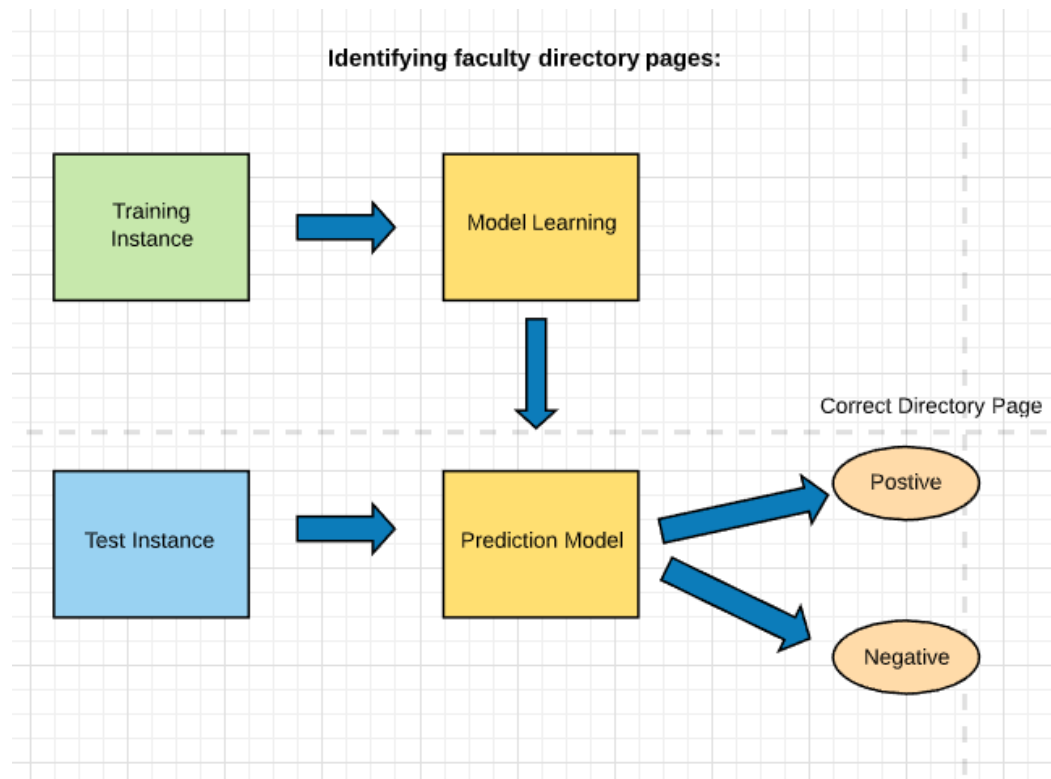 Identifying faculty directory pages:
Training
Instance
Model Learning
Correct Directory Page
Test Instance
Prediction Model
Postive
Negative